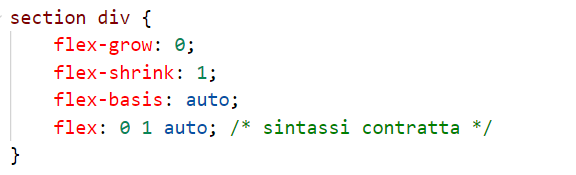 section div {
flex-grow: 0;
flex-shrink: 1;
flex-basis: auto;
flex: 0 1 auto; /* sintassi contratta */
}